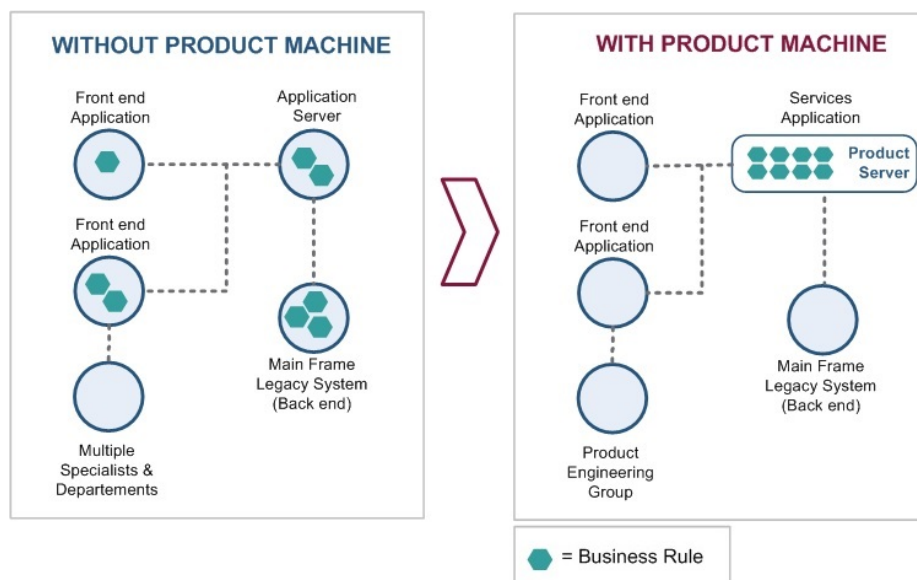 WITHOUT PRODUCT MACHINE
Front end
Application
Application
Server
Front end
Application
Main Frame
Legacy System
(Back end)
Multiple
Specialists &
Departements
WITH PRODUCT MACHINE
Front end
Application
Services
Application
Product
Server
Front end
Application
Main Frame
Legacy System
(Back end)
Product
Engineering
Group
= Business Rule